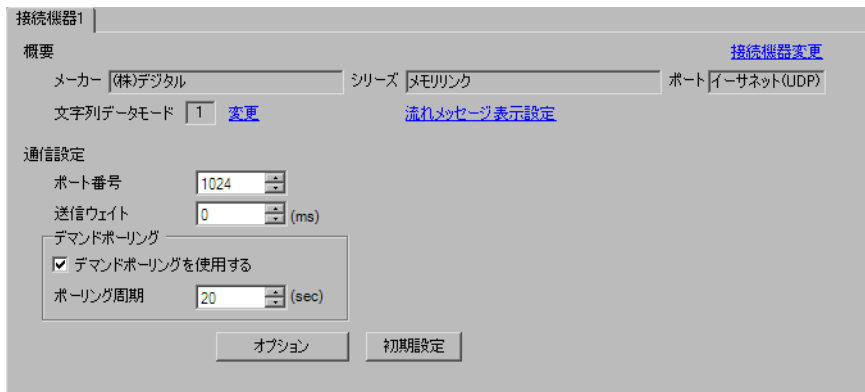 接続機器1
概要 接続機器変更
メーカー (株)デジタル シリーズ メモリリンク ポート イーサネット(UDP)
文字列データモード 1 変更 流れメッセージ表示設定
通信設定
ポート番号 1024
送信ウェイト 0 (ms)
デマンドポーリング
デマンドポーリングを使用する
ポーリング周期 20 (sec)
オプション 初期設定